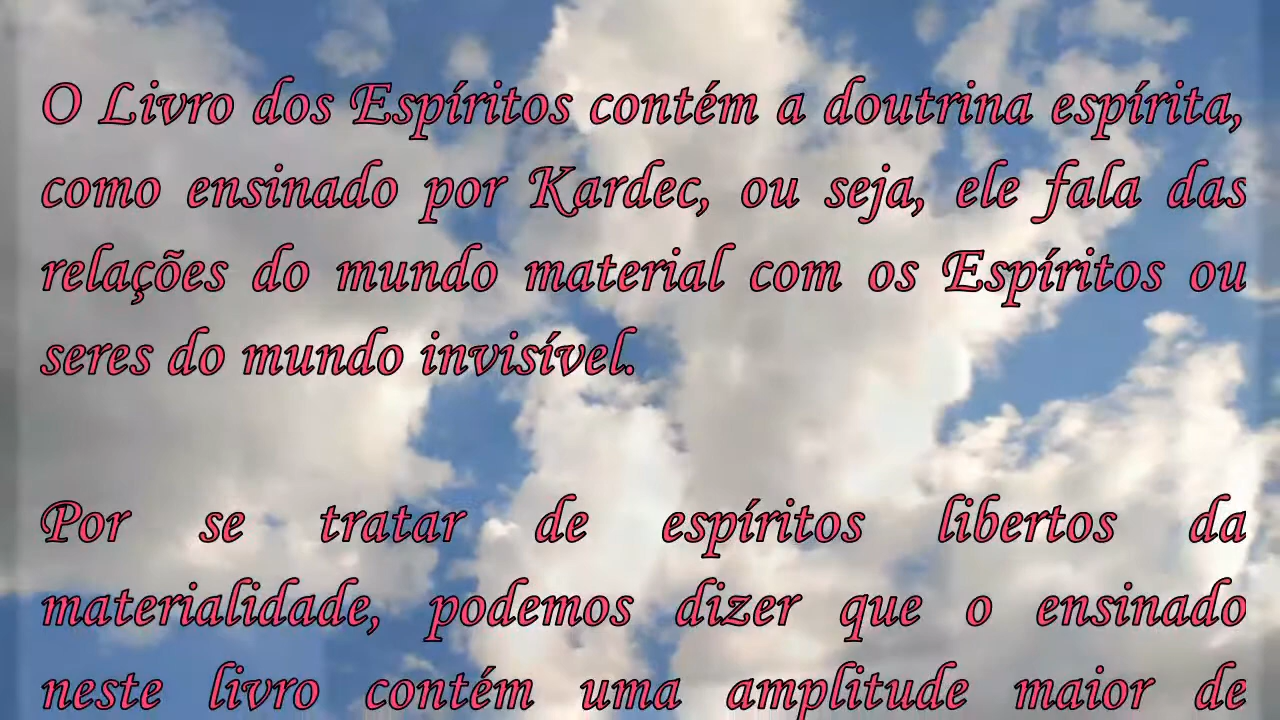 O Livro dos Espíritos contém a doutrina espírita,
como ensinado por Kardec, ou seja, ele fala das
relações do mundo material com os Espíritos ou
seres do mundo invisível.
Por se tratar de espíritos libertos da
materialidade, podemos dizer que o ensinado
neste livro contém uma amplitude maior de